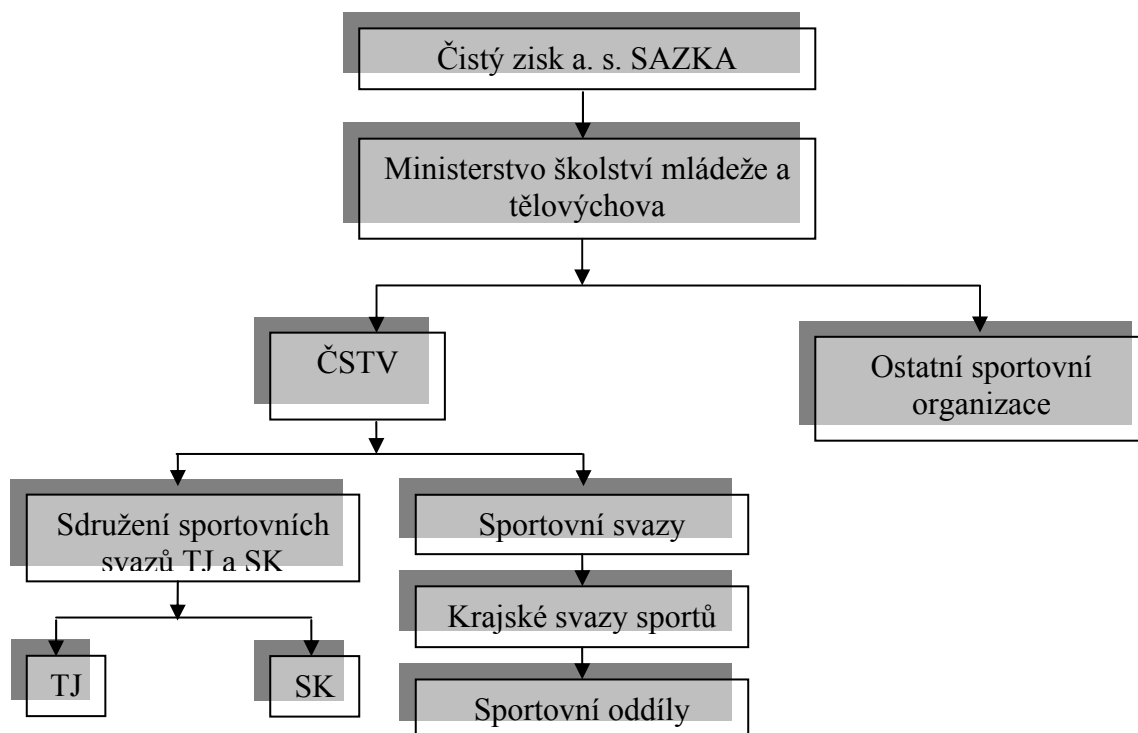 Čistý zisk a. s. SAZKA
Ministerstvo školství mládeže a
tělovýchova
ČSTV
Ostatní sportovní
organizace
Sdružení sportovních
svazů TJ a SK
Sportovní svazy
Krajské svazy sportů
TJ
SK
Sportovní oddíly